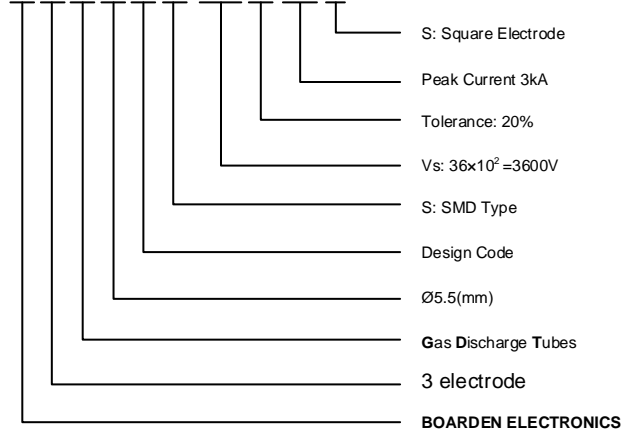 S: Square Electrode
Peak Current 3kA
Tolerance: 20%
Vs: 36×10² =3600V
S: SMD Type
Design Code
Ø5.5(mm)
Gas Discharge Tubes
3 electrode
BOARDEN ELECTRONICS